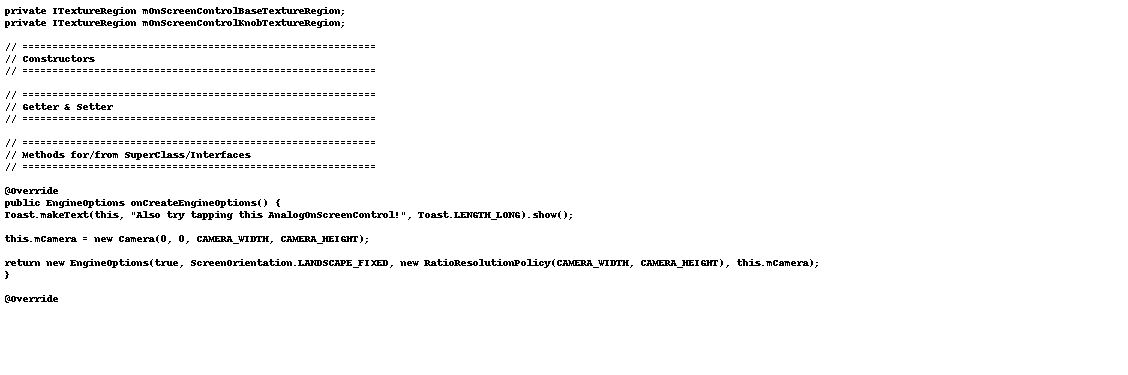 private ITextureRegion mOnScreenControlBaseTextureRegion;
private ITextureRegion mOnScreenControlKnobTextureRegion;
// ===========================================================
// Constructors
// ===========================================================
// ===========================================================
// Getter & Setter
// ===========================================================
// ===========================================================
// Methods for/from SuperClass/Interfaces
// ===========================================================
@Override
public EngineOptions onCreateEngineOptions() {
Toast.makeText(this, "Also try tapping this AnalogOnScreenControl!", Toast.LENGTH_LONG).show();
this.mCamera = new Camera(0, 0, CAMERA_WIDTH, CAMERA_HEIGHT);
return new EngineOptions(true, ScreenOrientation.LANDSCAPE_FIXED, new RatioResolutionPolicy(CAMERA_WIDTH, CAMERA_HEIGHT), this.mCamera);
}
@Override